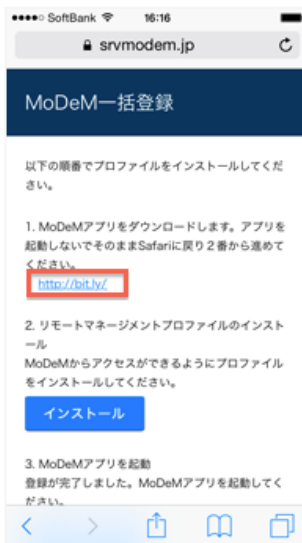 SoftBank 16:16
srvmodem.jp
MoDeM一括登録
以下の順番でプロファイルをインストールしてくだ
さい。
1. MoDeMアプリをダウンロードします。アプリを
起動しないでそのままSafariに戻り２番から進めて
ください。
http://bit.ly/
2. リモートマネージメントプロファイルのインスト
ール
MoDeMからアクセスができるようにプロファイル
をインストールしてください。
インストール
3. MoDeMアプリを起動
登録が完了しました。MoDeMアプリを起動してく
ださい。